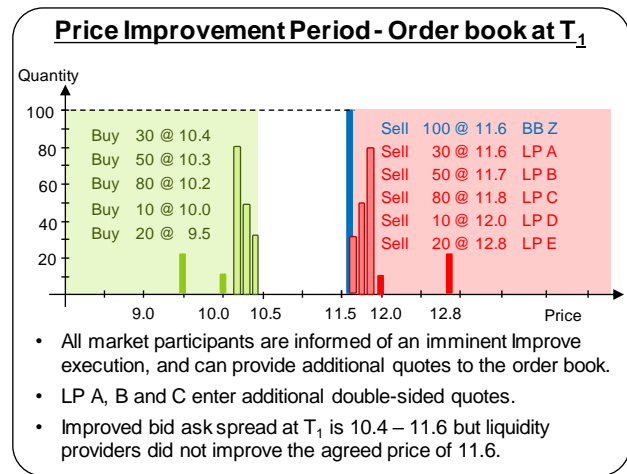 Price Improvement Period - Order book at T1
Quantity
100
80
60
40
20
Buy 30 @ 10.4
Buy 50 @ 10.3
Buy 80 @ 10.2
Buy 10 @ 10.0
Buy 20 @ 9.5
Sell 100 @ 11.6 BB Z
Sell 30 @ 11.6 LP A
Sell 50 @ 11.7 LP B
Sell 80 @ 11.8 LP C
Sell 10 @ 12.0 LP D
Sell 20 @ 12.8 LP E
9.0 10.0 10.5 11.5 12.0 12.8 Price
• All market participants are informed of an imminent Improve
execution, and can provide additional quotes to the order book.
• LP A, B and C enter additional double-sided quotes.
• Improved bid ask spread at T1 is 10.4 – 11.6 but liquidity
providers did not improve the agreed price of 11.6.